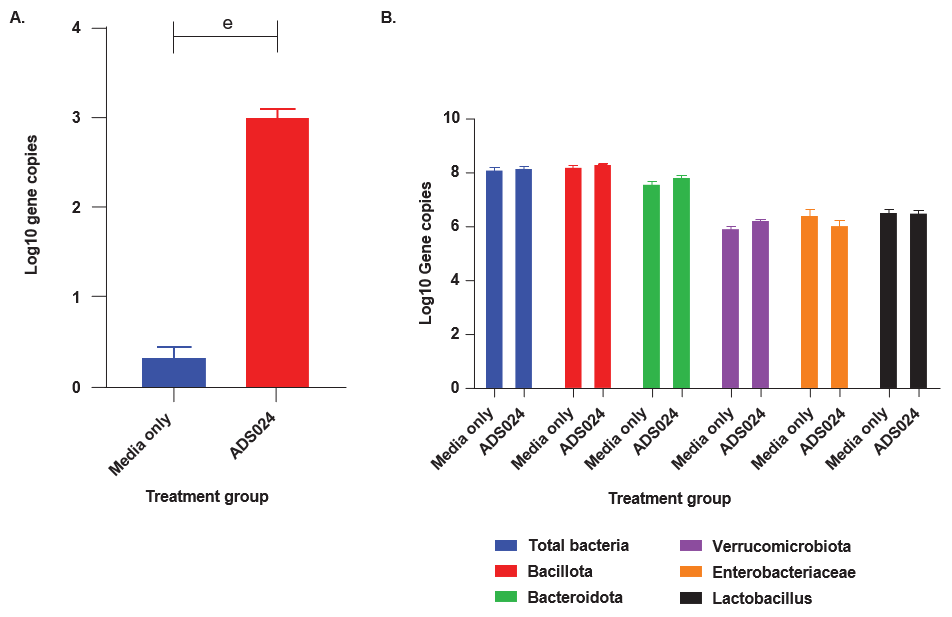 A.
e
4
3
2
1
0
Log10 gene copies
Media only
ADS024
Treatment group
B.
10
8
6
4
2
0
Log10 Gene copies
Media only
ADS024
Media only
ADS024
Media only
ADS024
Media only
ADS024
Media only
ADS024
Media only
ADS024
Treatment group
Total bacteria
Bacillota
Bacteroidota
Verrucomicrobiota
Enterobacteriaceae
Lactobacillus